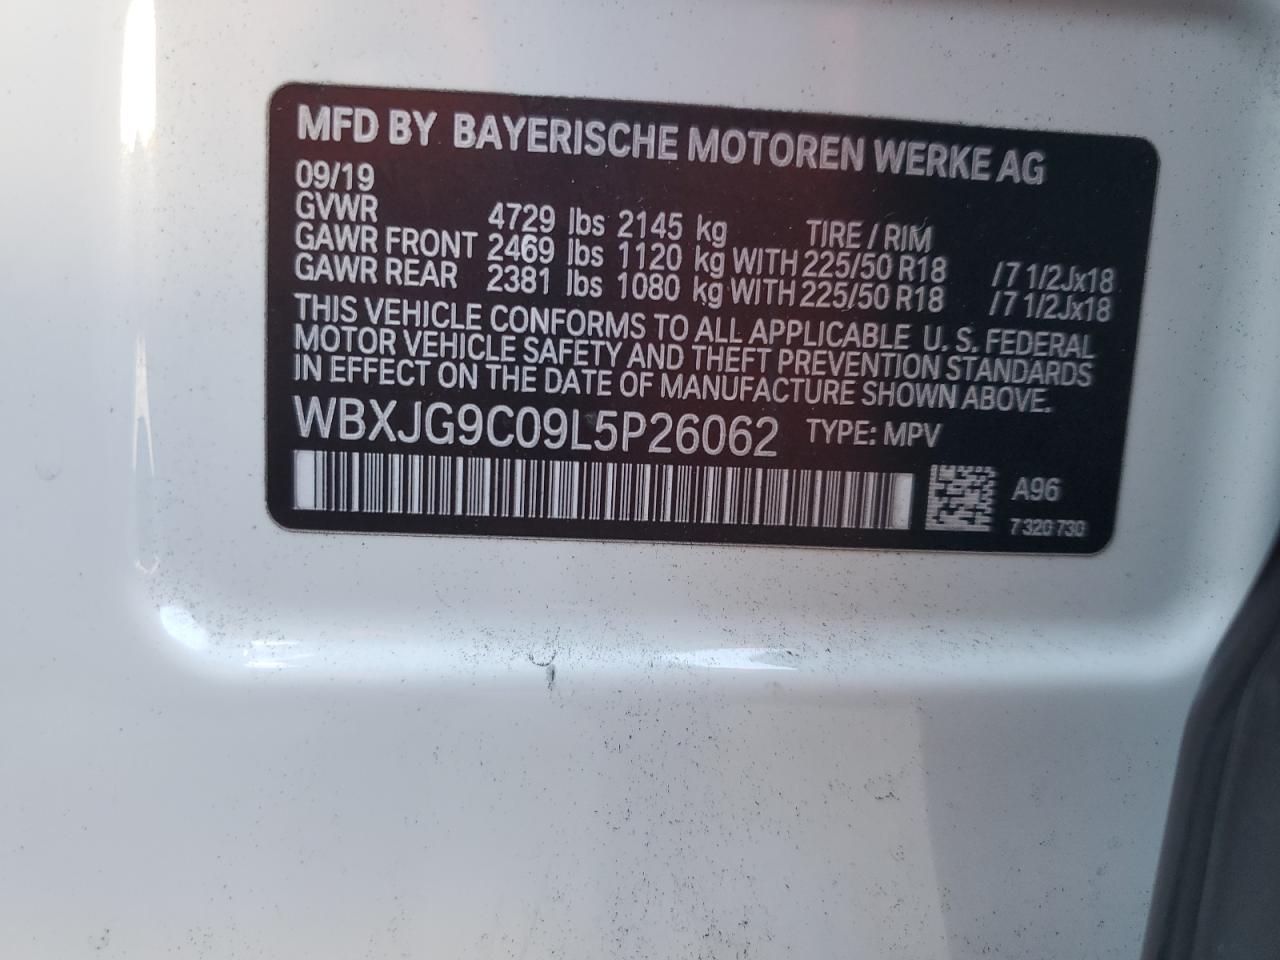 MFD BY BAYERISCHE MOTOREN WERKE AG
09/19
GVWR 4729 lbs 2145 kg TIRE / RIM
GAWR FRONT 2469 lbs 1120 kg WITH 225/50 R18 /7 1/2Jx18
GAWR REAR 2381 lbs 1080 kg WITH 225/50 R18 /7 1/2Jx18
THIS VEHICLE CONFORMS TO ALL APPLICABLE U. S. FEDERAL
MOTOR VEHICLE SAFETY AND THEFT PREVENTION STANDARDS
IN EFFECT ON THE DATE OF MANUFACTURE SHOWN ABOVE.
WBXJG9C09L5P26062 TYPE: MPV
A96
7 320 730